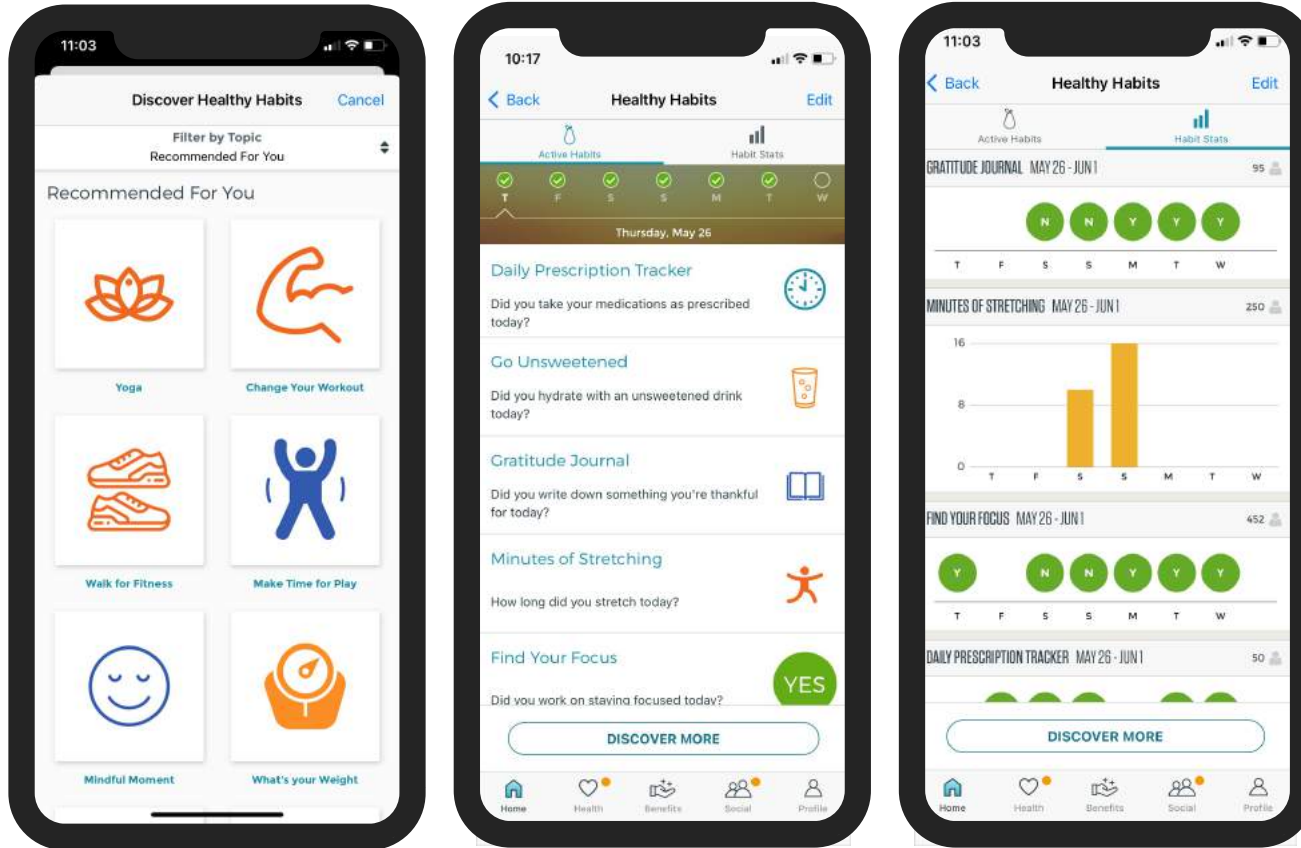 11:03
Discover Healthy Habits Cancel
Filter by Topic
Recommended For You
Recommended For You
Yoga Change Your Workout
Walk for Fitness Make Time for Play
Mindful Moment What's your Weight
10:17
Back Healthy Habits Edit
Active Habits Habit Stats
T F S S M T W
Thursday, May 26
Daily Prescription Tracker
Did you take your medications as prescribed
today?
Go Unsweetened
Did you hydrate with an unsweetened drink
today?
Gratitude Journal
Did you write down something you're thankful
for today?
Minutes of Stretching
How long did you stretch today?
Find Your Focus
YES
Did you work on staying focused today?
DISCOVER MORE
Home Health Benefits Social Profile
11:03
Back Healthy Habits Edit
Active Habits Habit Stats
GRATITUDE JOURNAL MAY 26 - JUN 1 95
N N Y Y Y
T F S S M T W
MINUTES OF STRETCHING MAY 26 - JUN 1 250
16
8
0
T F S S M T W
FIND YOUR FOCUS MAY 26 - JUN 1 452
Y N N Y Y Y
T F S S M T W
DAILY PRESCRIPTION TRACKER MAY 26 - JUN 1 50
DISCOVER MORE
Home Health Benefits Social Profile